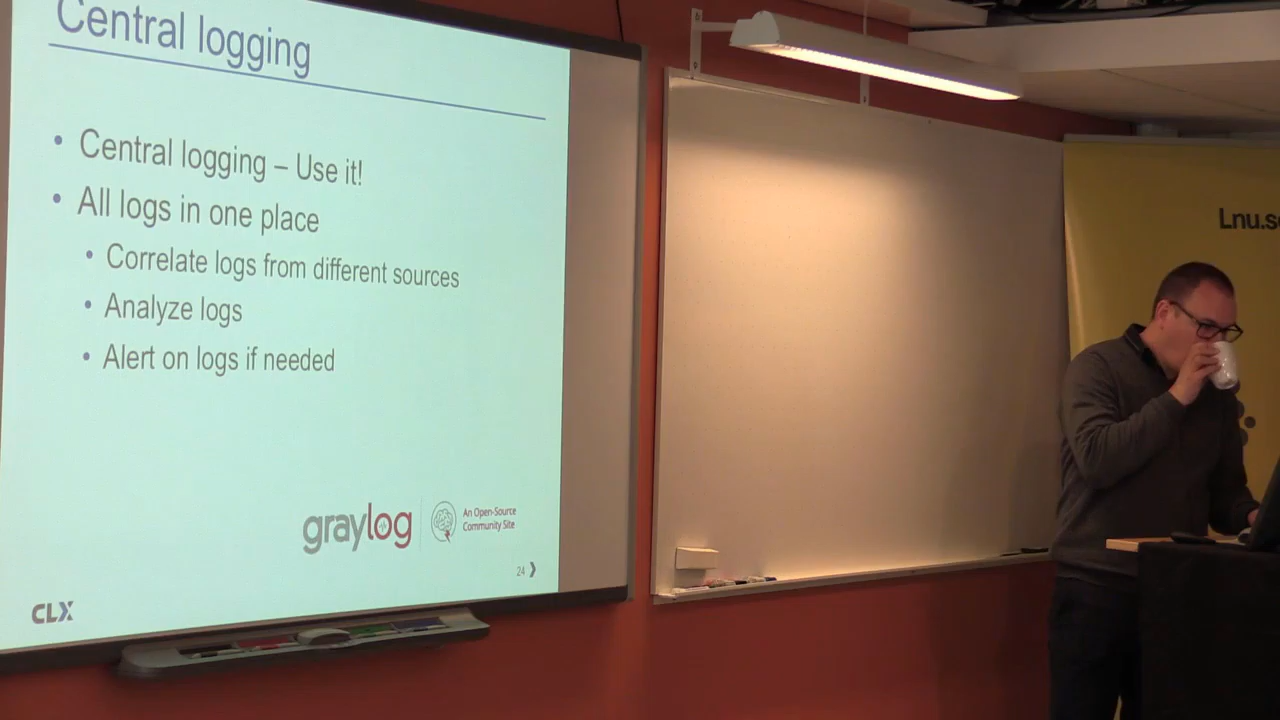 Central logging
• Central logging – Use it!
• All logs in one place
• Correlate logs from different sources
• Analyze logs
• Alert on logs if needed
graylog
An Open-Source
Community Site
24
CLX
Lnu.s